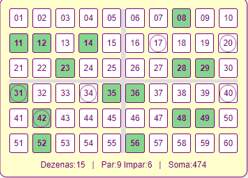 01 02 03 04 05 06 07 08 09 10
11 12 13 14 15 16 17 18 19 20
21 22 23 24 25 26 27 28 29 30
31 32 33 34 35 36 37 38 39 40
41 42 43 44 45 46 47 48 49 50
51 52 53 54 55 56 57 58 59 60
Dezenas:15 | Par:9 Impar:6 | Soma:474